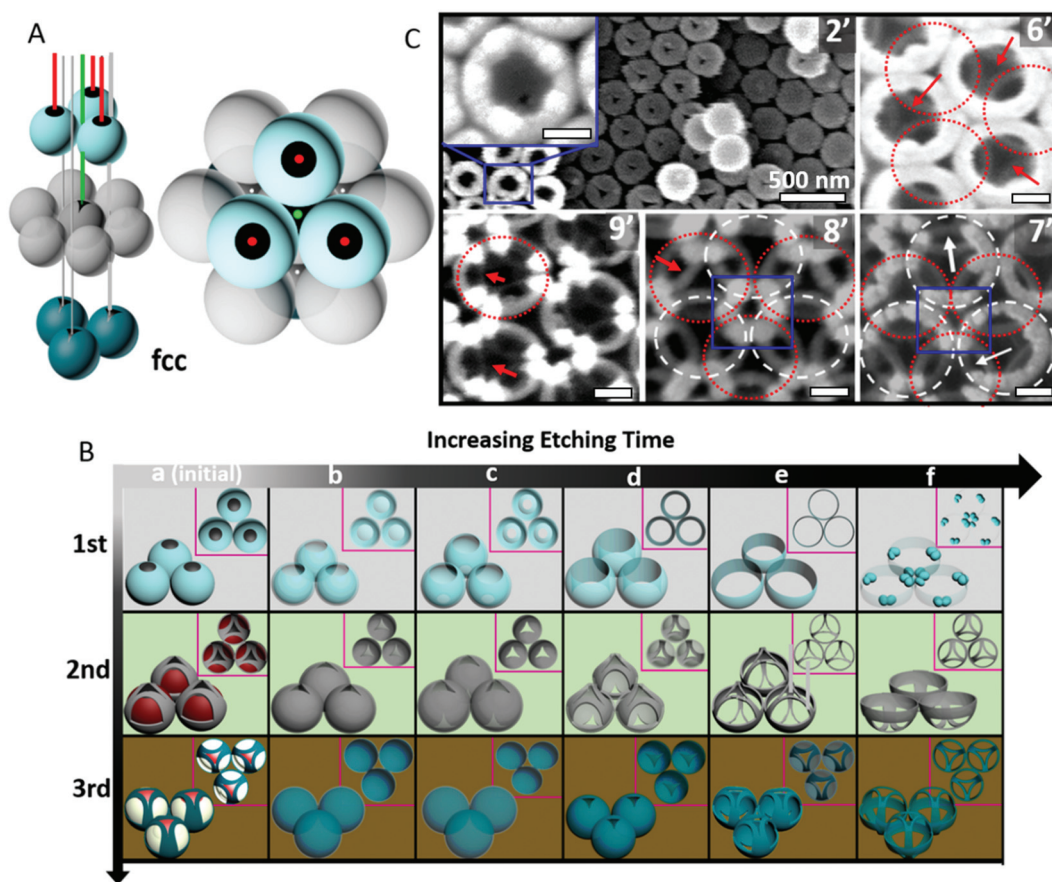 A
fcc
C
2'
500 nm
6'
9'
8'
7'
B
Increasing Etching Time
a (initial)
b
c
d
e
f
1st
2nd
3rd